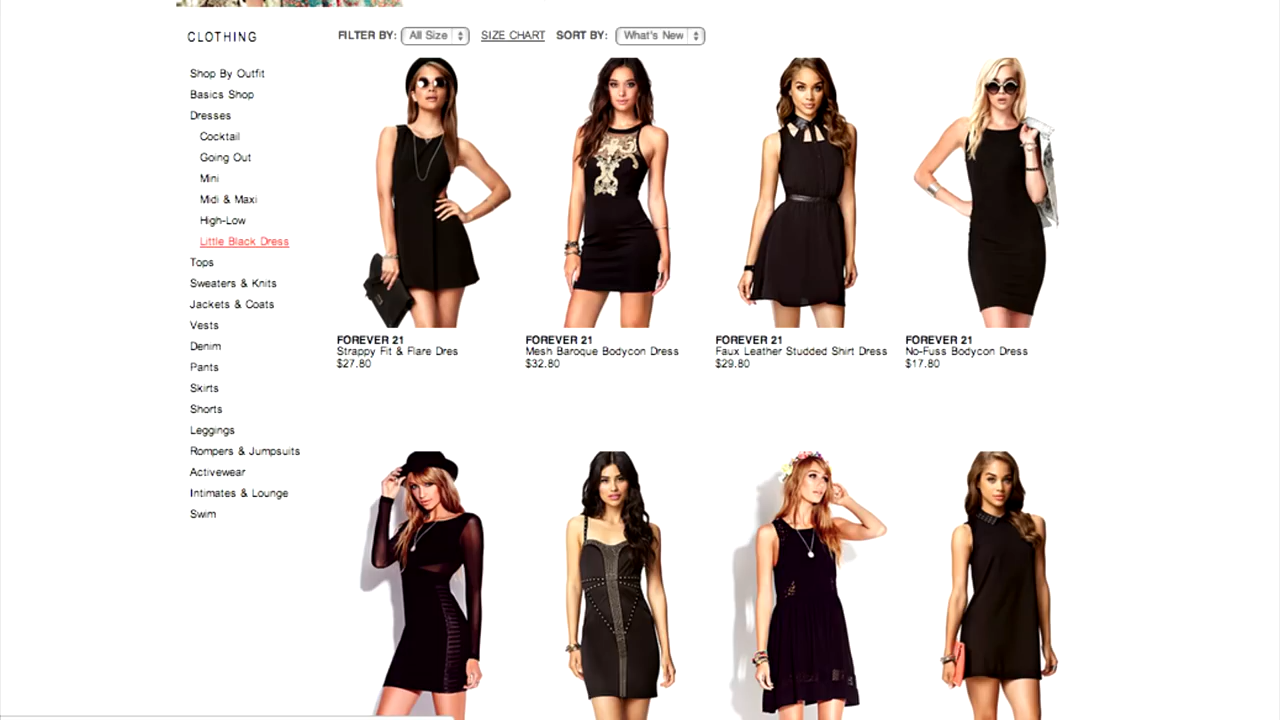 CLOTHING
FILTER BY: All Size SIZE CHART SORT BY: What's New
Shop By Outfit
Basics Shop
Dresses
Cocktail
Going Out
Mini
Midi & Maxi
High-Low
Little Black Dress
Tops
Sweaters & Knits
Jackets & Coats
Vests
Denim
Pants
Skirts
Shorts
Leggings
Rompers & Jumpsuits
Activewear
Intimates & Lounge
Swim
FOREVER 21
Strappy Fit & Flare Dres
$27.80
FOREVER 21
Mesh Baroque Bodycon Dress
$32.80
FOREVER 21
Faux Leather Studded Shirt Dress
$29.80
FOREVER 21
No-Fuss Bodycon Dress
$17.80